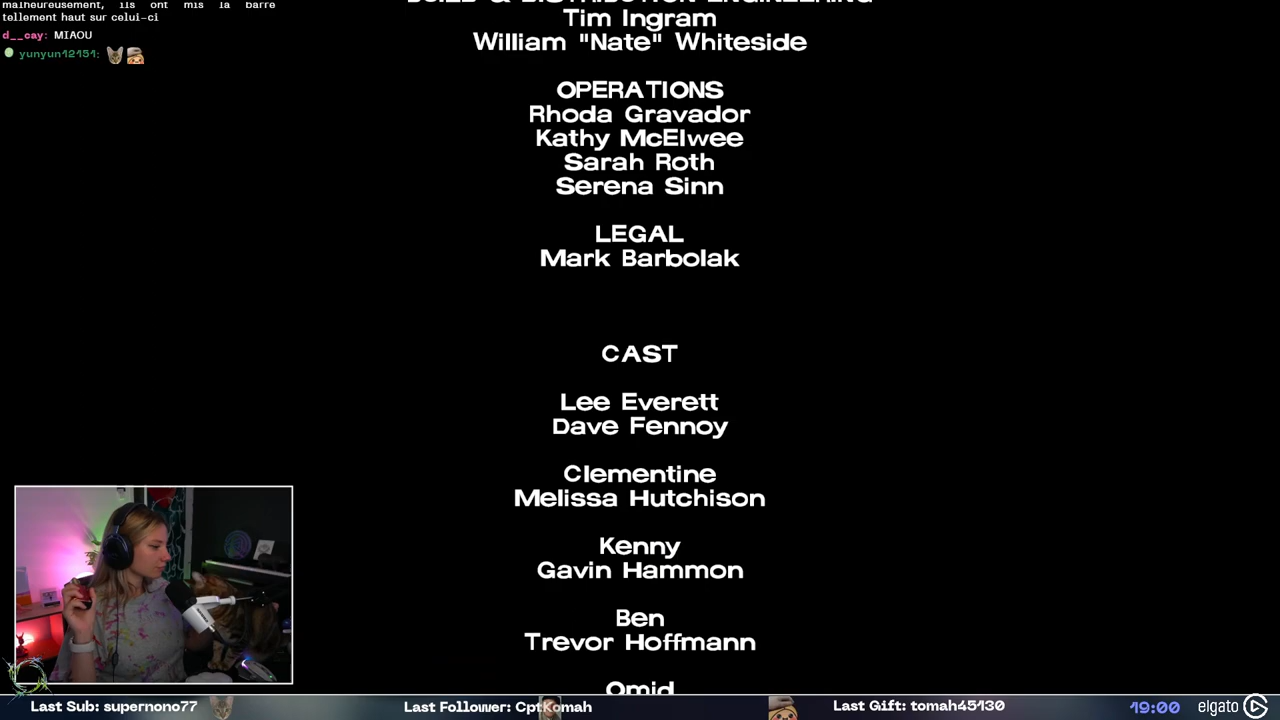 malheureusement, ils ont mis la barre
tellement haut sur celui-ci
d__cay: MIAOU
yunyun12151:
BUILD & DISTRIBUTION ENGINEERING
Tim Ingram
William "Nate" Whiteside
OPERATIONS
Rhoda Gravador
Kathy McElwee
Sarah Roth
Serena Sinn
LEGAL
Mark Barbolak
CAST
Lee Everett
Dave Fennoy
Clementine
Melissa Hutchison
Kenny
Gavin Hammon
Ben
Trevor Hoffmann
Omid
Last Sub: supernono77
Last Follower: CptKomah
Last Gift: tomah45130
19:00
elgato